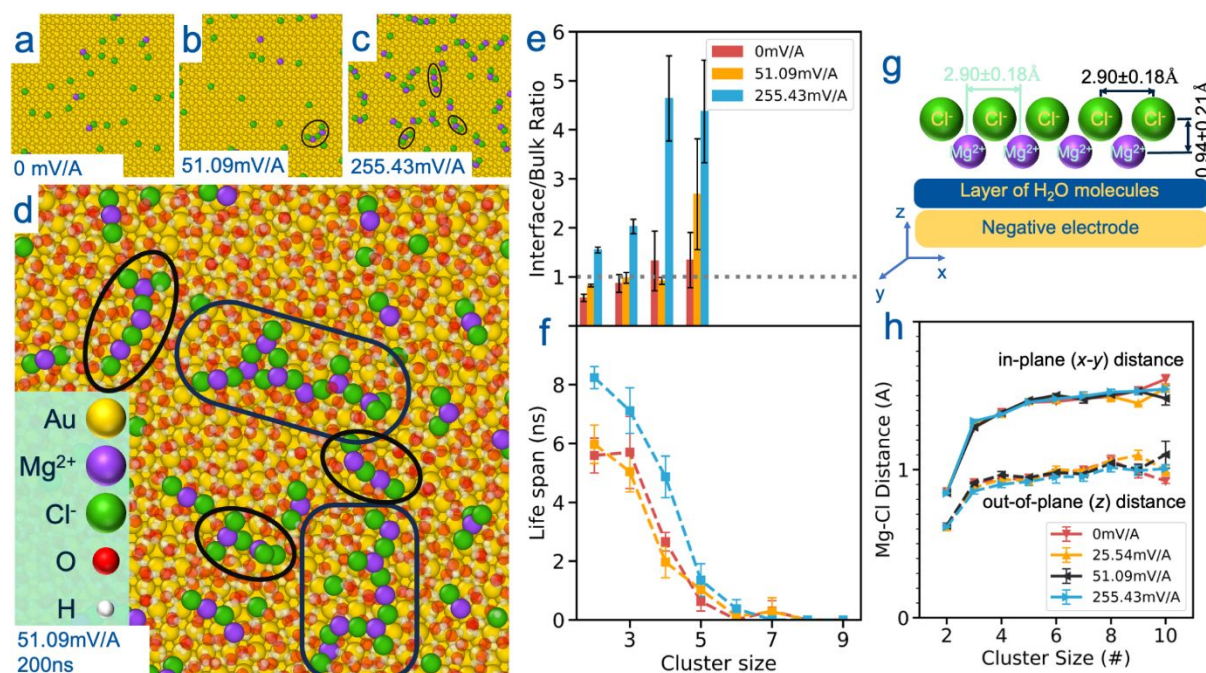 a
0 mV/A
b
51.09mV/A
c
255.43mV/A
d
Au
Mg²⁺
Cl⁻
O
H
51.09mV/A
200ns
e
Interface/Bulk Ratio
6
5
4
3
2
1
0mV/A
51.09mV/A
255.43mV/A
f
Life span (ns)
8
6
4
2
0
3
5
7
9
Cluster size
g
2.90±0.18Å
2.90±0.18Å
0.94±0.21Å
Cl⁻
Cl⁻
Cl⁻
Cl⁻
Cl⁻
Mg²⁺
Mg²⁺
Mg²⁺
Mg²⁺
Layer of H₂O molecules
Negative electrode
z
x
y
h
in-plane (x-y) distance
out-of-plane (z) distance
Mg-Cl Distance (A)
1
0
0mV/A
25.54mV/A
51.09mV/A
255.43mV/A
2
4
6
8
10
Cluster Size (#)